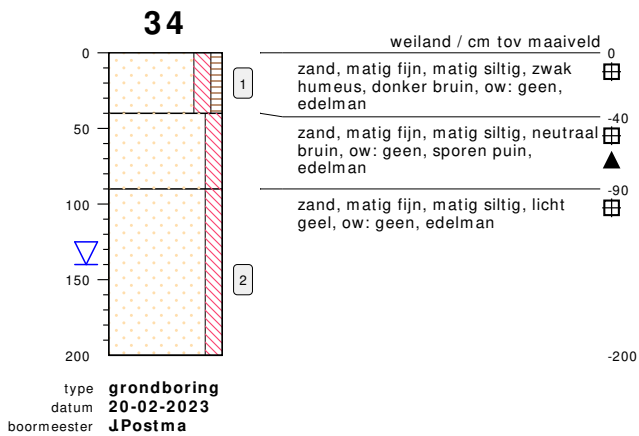 34
weiland / cm tov maaiveld
0
0
zand, matig fijn, matig siltig, zwak
humeus, donker bruin, ow: geen,
edelman
1
-40
50
zand, matig fijn, matig siltig, neutraal
bruin, ow: geen, sporen puin,
edelman
-90
100
zand, matig fijn, matig siltig, licht
geel, ow: geen, edelman
150
2
200
-200
type grondboring
datum 20-02-2023
boormeester J.Postma